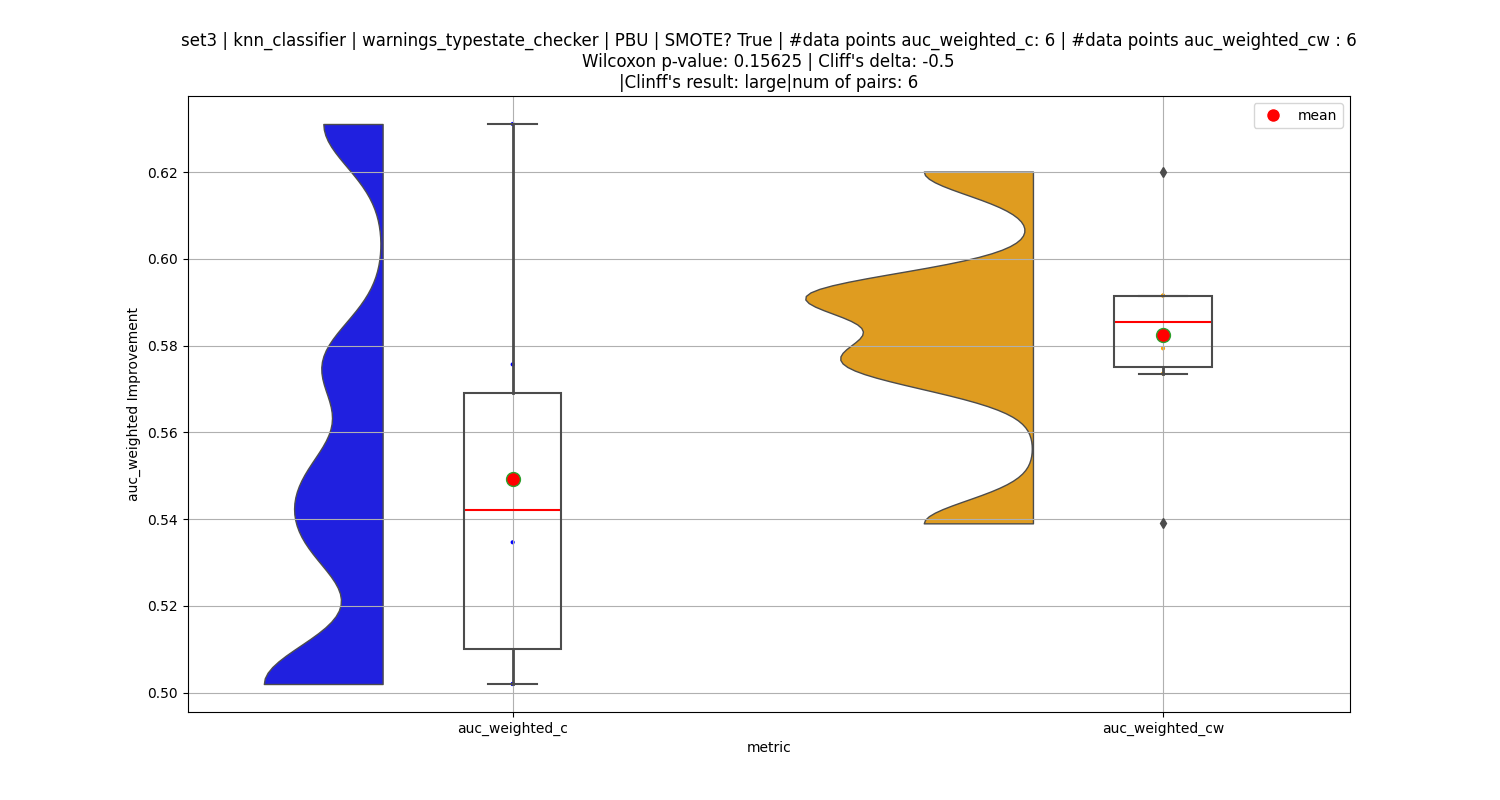 set3 | knn_classifier | warnings_typestate_checker | PBU | SMOTE? True | #data points auc_weighted_c: 6 | #data points auc_weighted_cw : 6
Wilcoxon p-value: 0.15625 | Cliff's delta: -0.5
|Clinff's result: large|num of pairs: 6
mean
0.62
0.60
0.58
0.56
0.54
0.52
0.50
auc_weighted Improvement
auc_weighted_c
auc_weighted_cw
metric